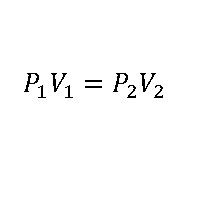 P₁V₁ = P₂V₂